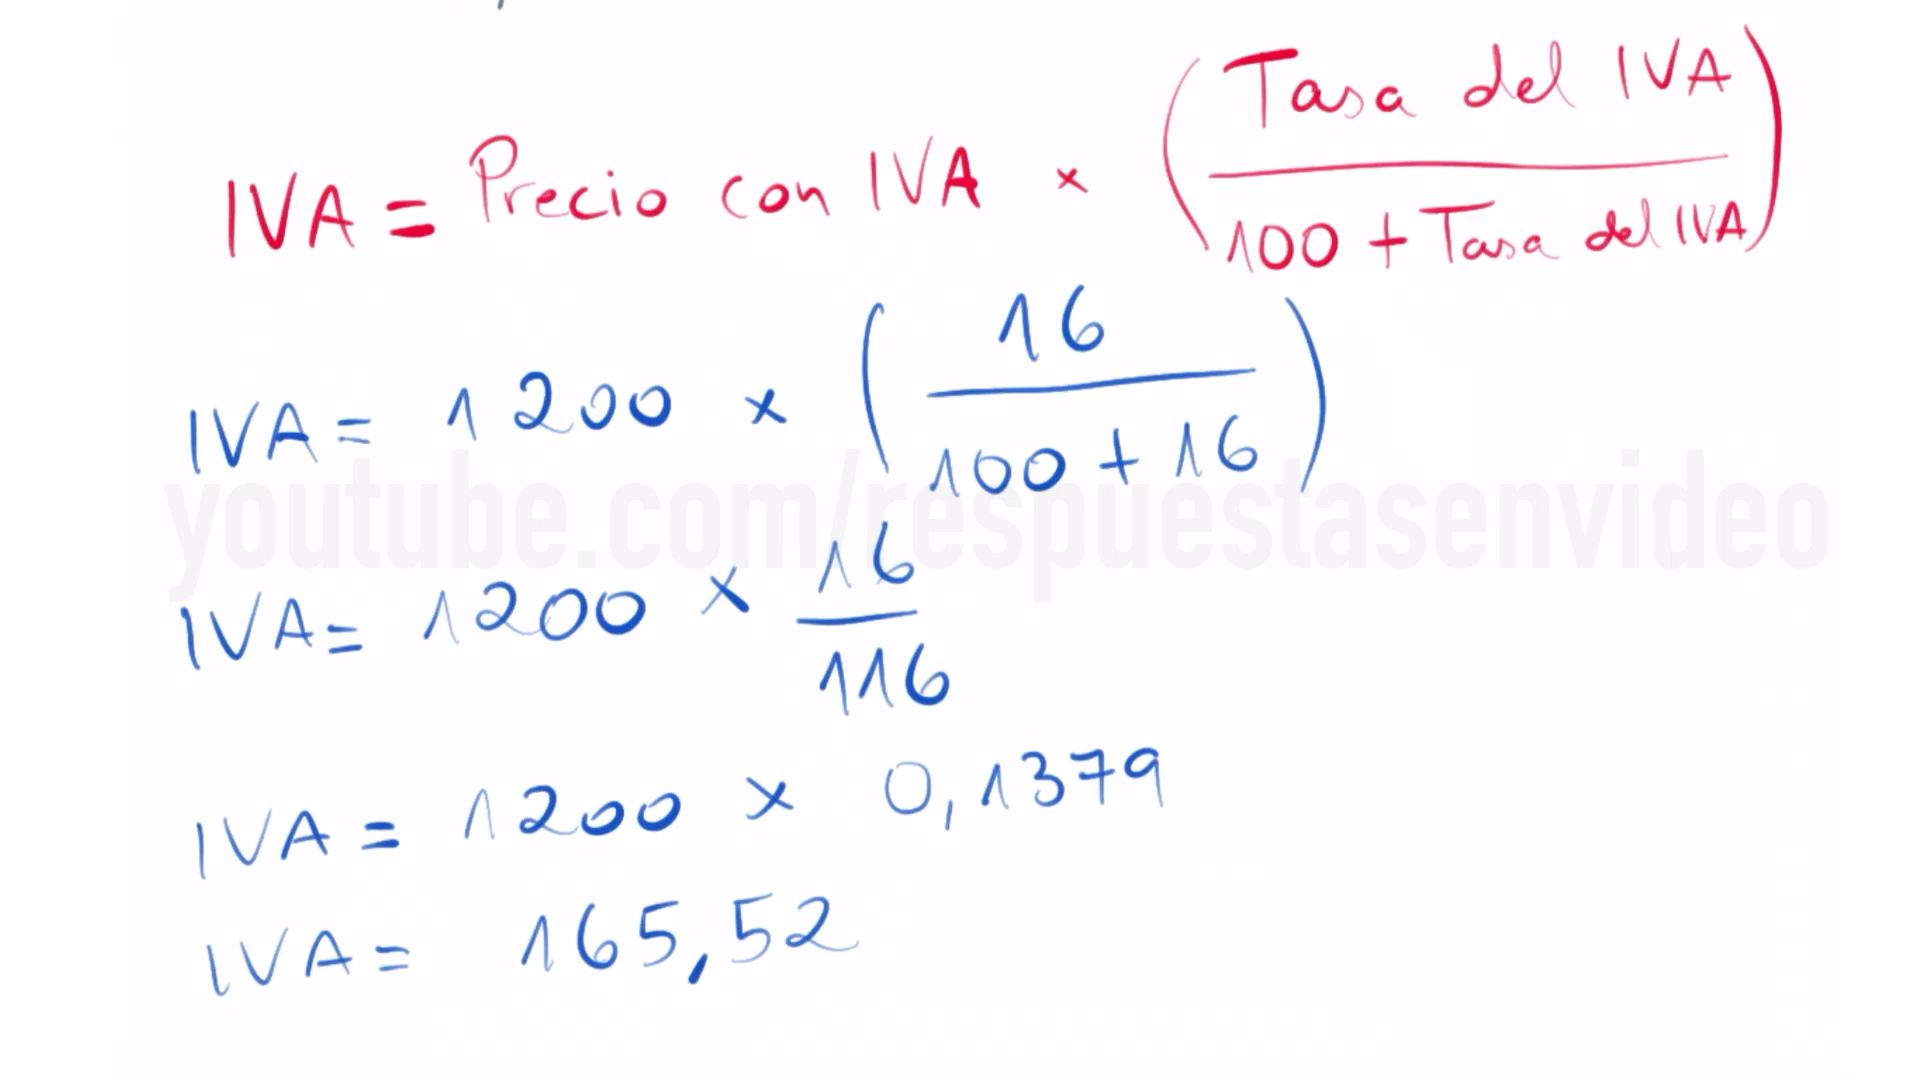 IVA = Precio con IVA × (Tasa del IVA / 100 + Tasa del IVA)
IVA = 1200 × (16 / 100 + 16)
youtube.com/respuestasenvideo
IVA = 1200 × 16 / 116
IVA = 1200 × 0,1379
IVA = 165,52